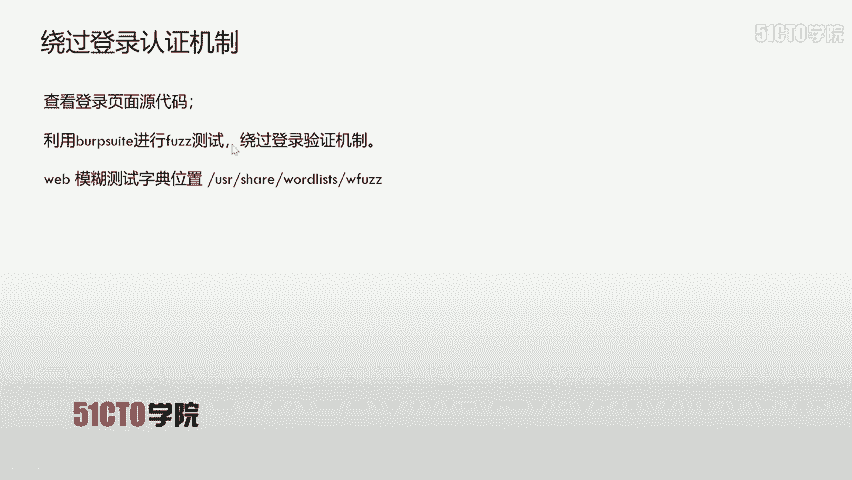 绕过登录认证机制
51CTO学院
查看登录页面源代码；
利用burpsuite进行fuzz测试，绕过登录验证机制。
web 模糊测试字典位置 /usr/share/wordlists/wfuzz
51CTO学院